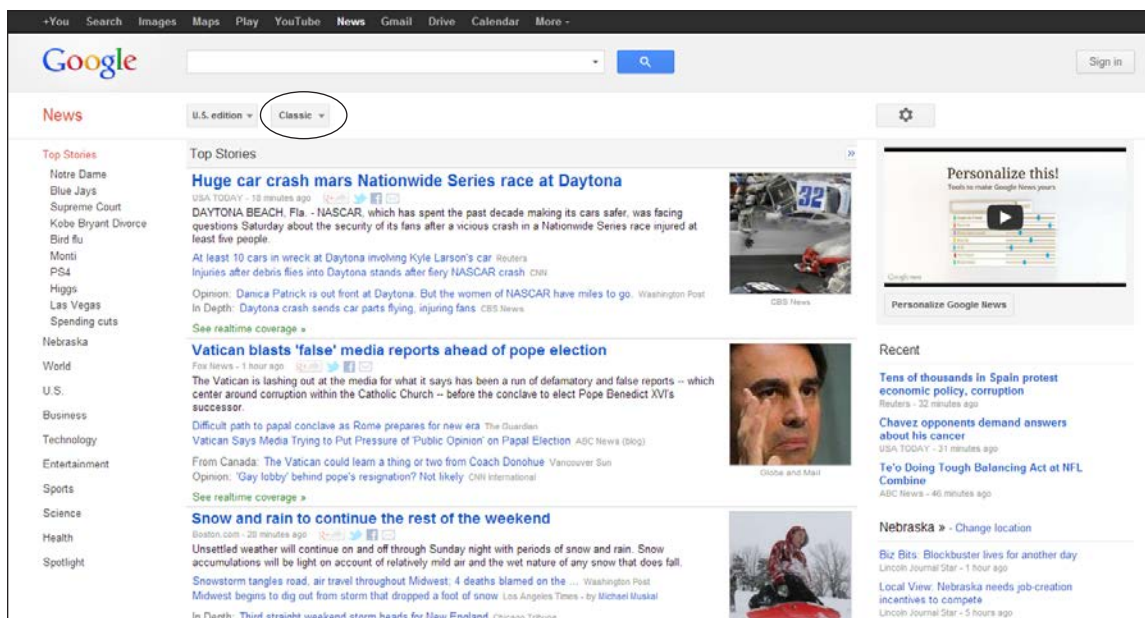 +You Search Images Maps Play YouTube News Gmail Drive Calendar More -
Google
Sign in
News
U.S. edition
Classic
Top Stories
Notre Dame
Blue Jays
Supreme Court
Kobe Bryant Divorce
Bird flu
Monti
PS4
Higgs
Las Vegas
Spending cuts
Nebraska
World
U.S.
Business
Technology
Entertainment
Sports
Science
Health
Spotlight
Top Stories »
Huge car crash mars Nationwide Series race at Daytona
USA TODAY - 18 minutes ago
DAYTONA BEACH, Fla. - NASCAR, which has spent the past decade making its cars safer, was facing
questions Saturday about the security of its fans after a vicious crash in a Nationwide Series race injured at
least five people.
At least 10 cars in wreck at Daytona involving Kyle Larson's car Reuters
Injuries after debris flies into Daytona stands after fiery NASCAR crash CNN
Opinion: Danica Patrick is out front at Daytona. But the women of NASCAR have miles to go. Washington Post
In Depth: Daytona crash sends car parts flying, injuring fans CBS News
See realtime coverage »
32
CBS News
Vatican blasts 'false' media reports ahead of pope election
Fox News - 1 hour ago
The Vatican is lashing out at the media for what it says has been a run of defamatory and false reports -- which
center around corruption within the Catholic Church -- before the conclave to elect Pope Benedict XVI's
successor.
Difficult path to papal conclave as Rome prepares for new era The Guardian
Vatican Says Media Trying to Put Pressure of 'Public Opinion' on Papal Election ABC News (blog)
From Canada: The Vatican could learn a thing or two from Coach Donohue Vancouver Sun
Opinion: 'Gay lobby' behind pope's resignation? Not likely CNN International
See realtime coverage »
Globe and Mail
Snow and rain to continue the rest of the weekend
Boston.com - 28 minutes ago
Unsettled weather will continue on and off through Sunday night with periods of snow and rain. Snow
accumulations will be light on account of relatively mild air and the wet nature of any snow that does fall.
Snowstorm tangles road, air travel throughout Midwest; 4 deaths blamed on the ... Washington Post
Midwest begins to dig out from storm that dropped a foot of snow Los Angeles Times - by Michael Muskal
In Depth: Third straight weekend storm heads for New England Chicago Tribune
Personalize this!
Tools to make Google News yours
Google news
Personalize Google News
Recent
Tens of thousands in Spain protest
economic policy, corruption
Reuters - 32 minutes ago
Chavez opponents demand answers
about his cancer
USA TODAY - 31 minutes ago
Te'o Doing Tough Balancing Act at NFL
Combine
ABC News - 46 minutes ago
Nebraska » - Change location
Biz Bits: Blockbuster lives for another day
Lincoln Journal Star - 1 hour ago
Local View: Nebraska needs job-creation
incentives to compete
Lincoln Journal Star - 5 hours ago